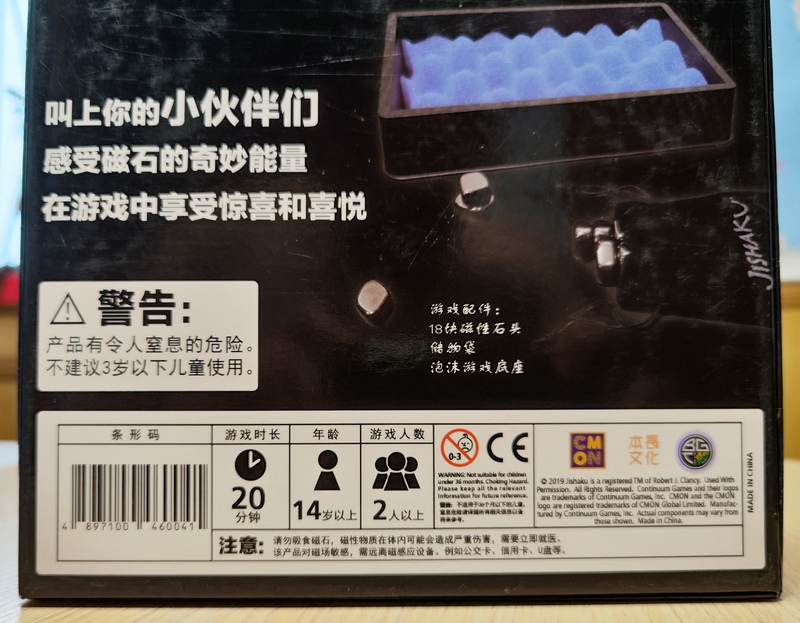 叫上你的小伙伴们
感受磁石的奇妙能量
在游戏中享受惊喜和喜悦
JISHAKU
警告:
产品有令人窒息的危险。
不建议3岁以下儿童使用。
游戏配件:
18块磁性石头
储物袋
泡沫游戏底座
条形码
4 897100 460041
游戏时长
20
分钟
年龄
14岁以上
游戏人数
2人以上
0-3
CE
WARNING: Not suitable for children
under 36 months. Choking Hazard.
Please keep all the relevant
information for future reference.
CM
ON
本長
文化
BGC
© 2019 Jishaku is a registered TM of Robert J. Clancy. Used With
Permission. All Rights Reserved. Continuum Games and their logos
are trademarks of Continuum Games, Inc. CMON and the CMON
logo are registered trademarks of CMON Global Limited. Manufac-
tured by Continuum Games, Inc. Actual components may vary from
those shown. Made in China.
MADE IN CHINA
注意:
请勿吸食磁石，磁性物质在体内可能会造成严重伤害，需要立即就医。
该产品对磁场敏感，需远离磁感应设备。例如公交卡、信用卡、U盘等。